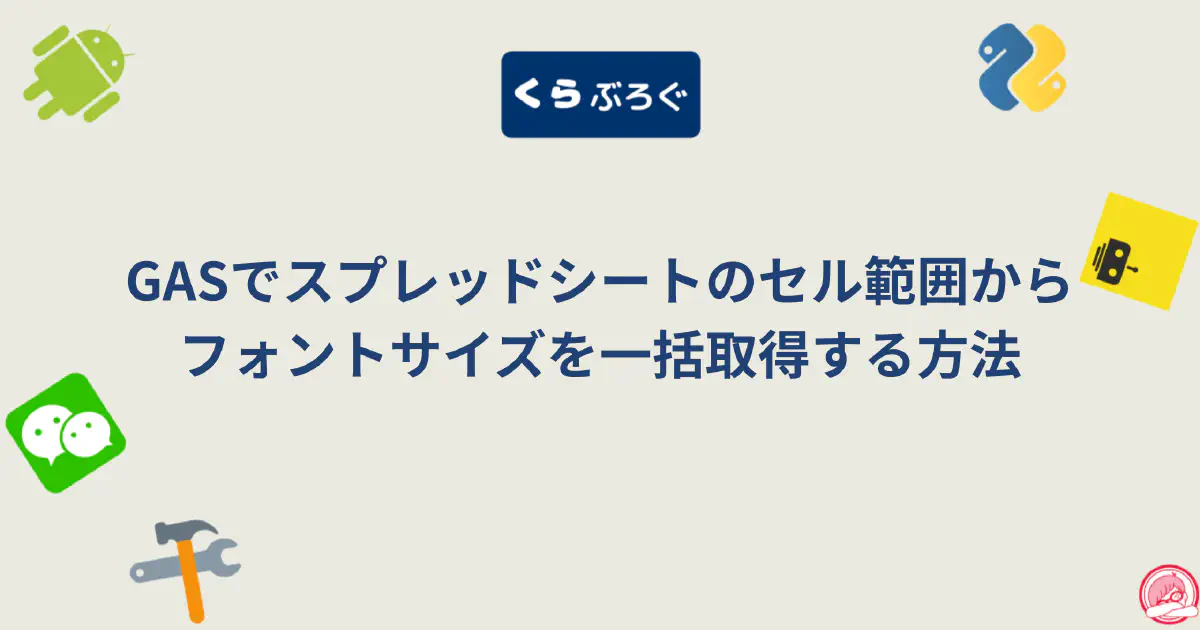 くらぶろぐ
GASでスプレッドシートのセル範囲から
フォントサイズを一括取得する方法